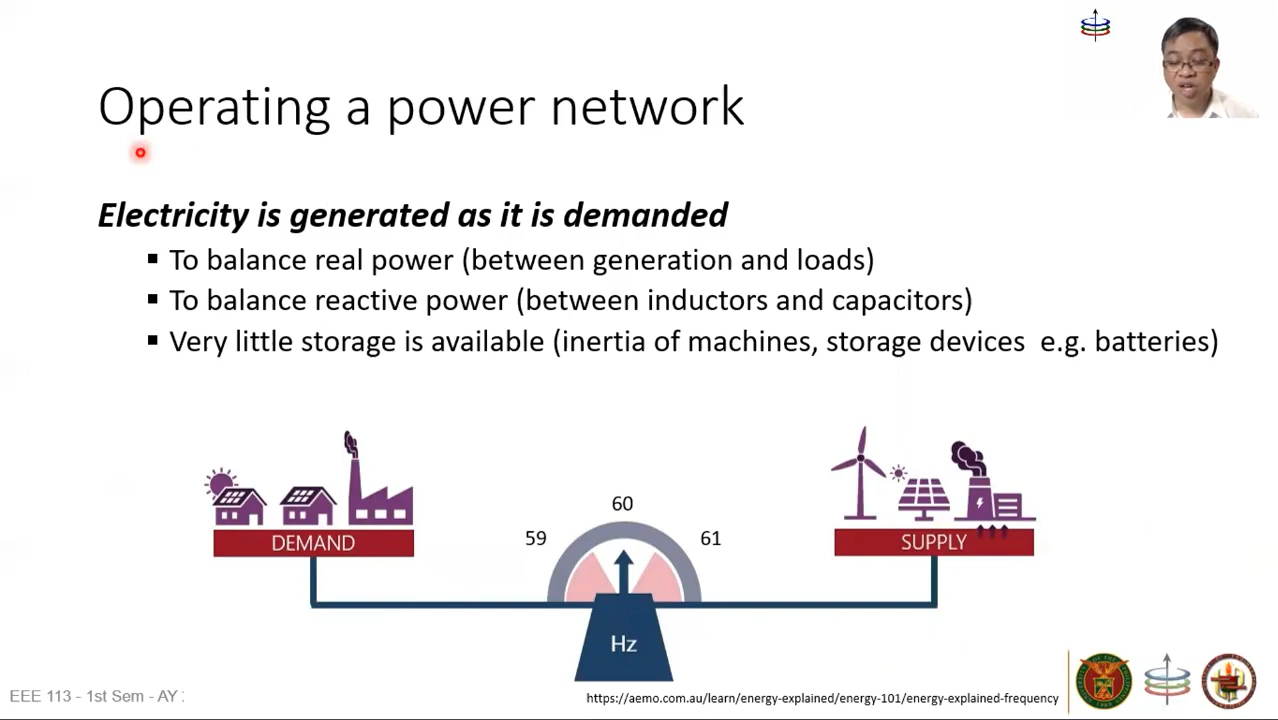 Operating a power network
Electricity is generated as it is demanded
▪ To balance real power (between generation and loads)
▪ To balance reactive power (between inductors and capacitors)
▪ Very little storage is available (inertia of machines, storage devices e.g. batteries)
60
59
61
DEMAND
SUPPLY
Hz
EEE 113 - 1st Sem - AY
https://aemo.com.au/learn/energy-explained/energy-101/energy-explained-frequency